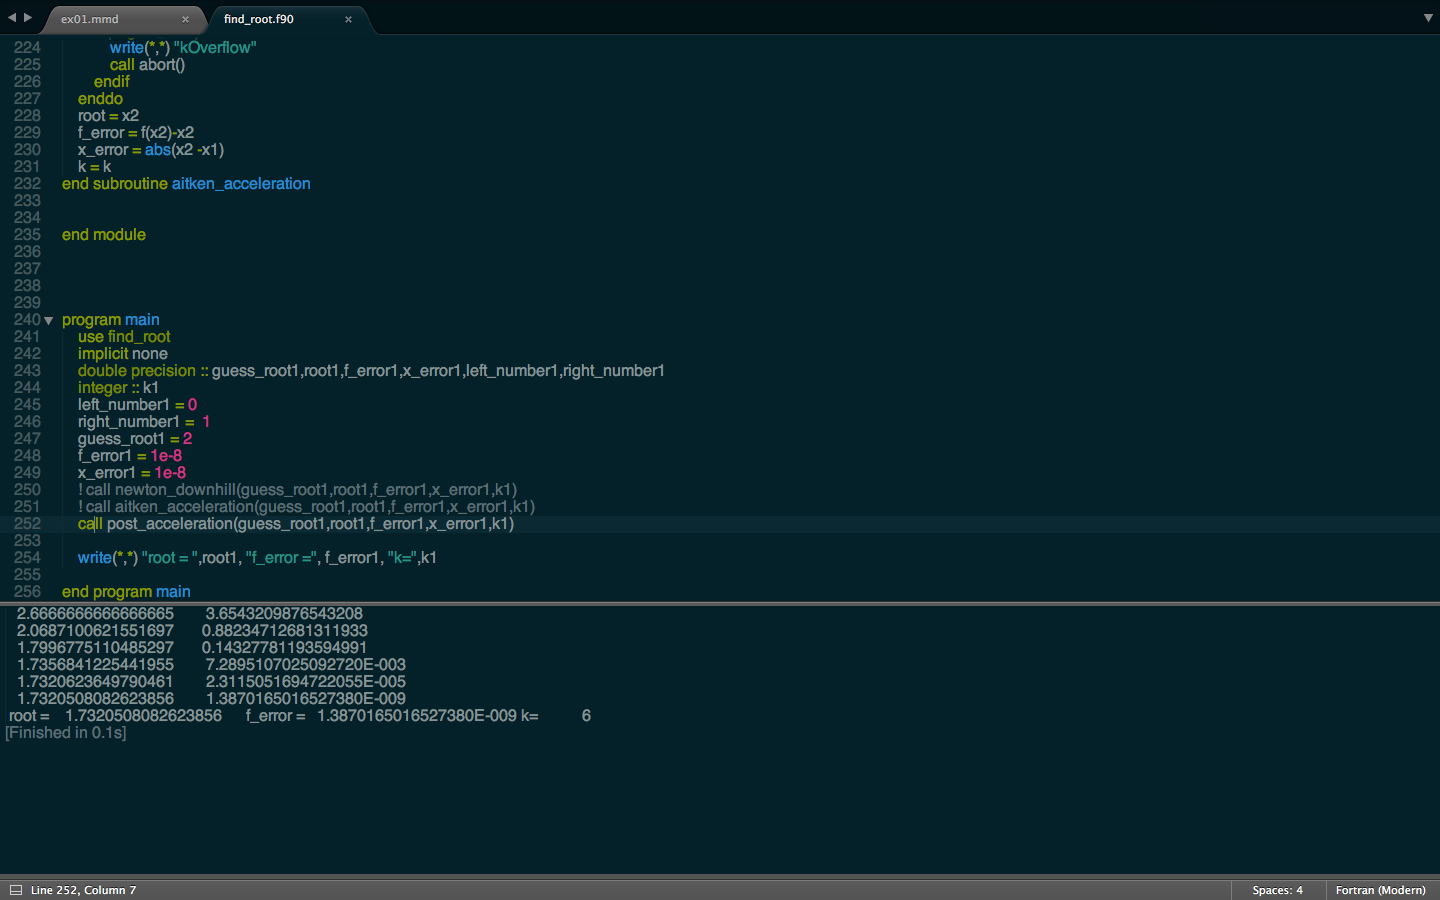 ex01.mmd × find_root.f90 ×
224 write(*,*) "kOverflow"
225 call abort()
226 endif
227 enddo
228 root = x2
229 f_error = f(x2)-x2
230 x_error = abs(x2 -x1)
231 k = k
232 end subroutine aitken_acceleration
233
234
235 end module
236
237
238
239
240 program main
241 use find_root
242 implicit none
243 double precision :: guess_root1,root1,f_error1,x_error1,left_number1,right_number1
244 integer :: k1
245 left_number1 = 0
246 right_number1 =  1
247 guess_root1 = 2
248 f_error1 = 1e-8
249 x_error1 = 1e-8
250 ! call newton_downhill(guess_root1,root1,f_error1,x_error1,k1)
251 ! call aitken_acceleration(guess_root1,root1,f_error1,x_error1,k1)
252 call post_acceleration(guess_root1,root1,f_error1,x_error1,k1)
253
254 write(*,*) "root = ",root1, "f_error =", f_error1, "k=",k1
255
256 end program main
2.6666666666666665 3.6543209876543208
2.0687100621551697 0.88234712681311933
1.7996775110485297 0.14327781193594991
1.7356841225441955 7.2895107025092720E-003
1.7320623649790461 2.3115051694722055E-005
1.7320508082623856 1.3870165016527380E-009
root = 1.7320508082623856 f_error = 1.3870165016527380E-009 k= 6
[Finished in 0.1s]
Line 252, Column 7 Spaces: 4 Fortran (Modern)